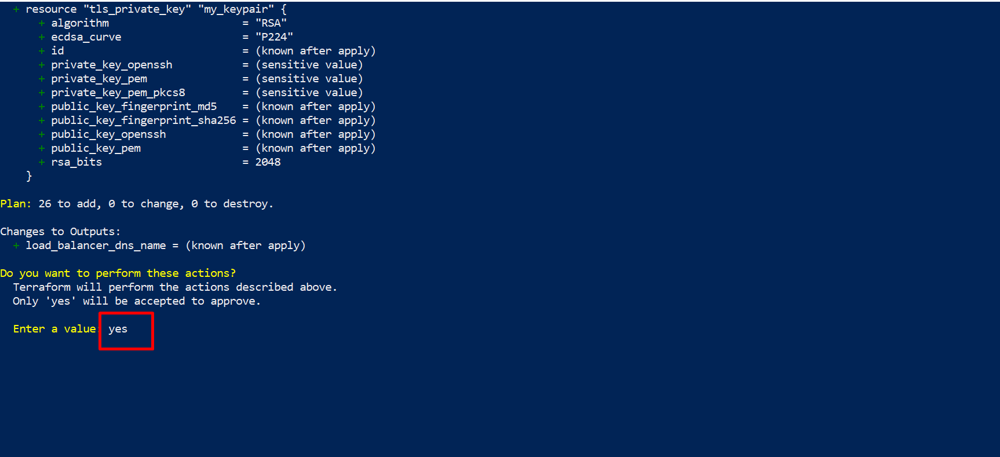 + resource "tls_private_key" "my_keypair" {
+ algorithm = "RSA"
+ ecdsa_curve = "P224"
+ id = (known after apply)
+ private_key_openssh = (sensitive value)
+ private_key_pem = (sensitive value)
+ private_key_pem_pkcs8 = (sensitive value)
+ public_key_fingerprint_md5 = (known after apply)
+ public_key_fingerprint_sha256 = (known after apply)
+ public_key_openssh = (known after apply)
+ public_key_pem = (known after apply)
+ rsa_bits = 2048
}
Plan: 26 to add, 0 to change, 0 to destroy.
Changes to Outputs:
+ load_balancer_dns_name = (known after apply)
Do you want to perform these actions?
Terraform will perform the actions described above.
Only 'yes' will be accepted to approve.
Enter a value: yes